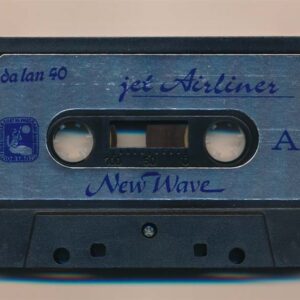 da lan 40
jet Airliner
A
New Wave